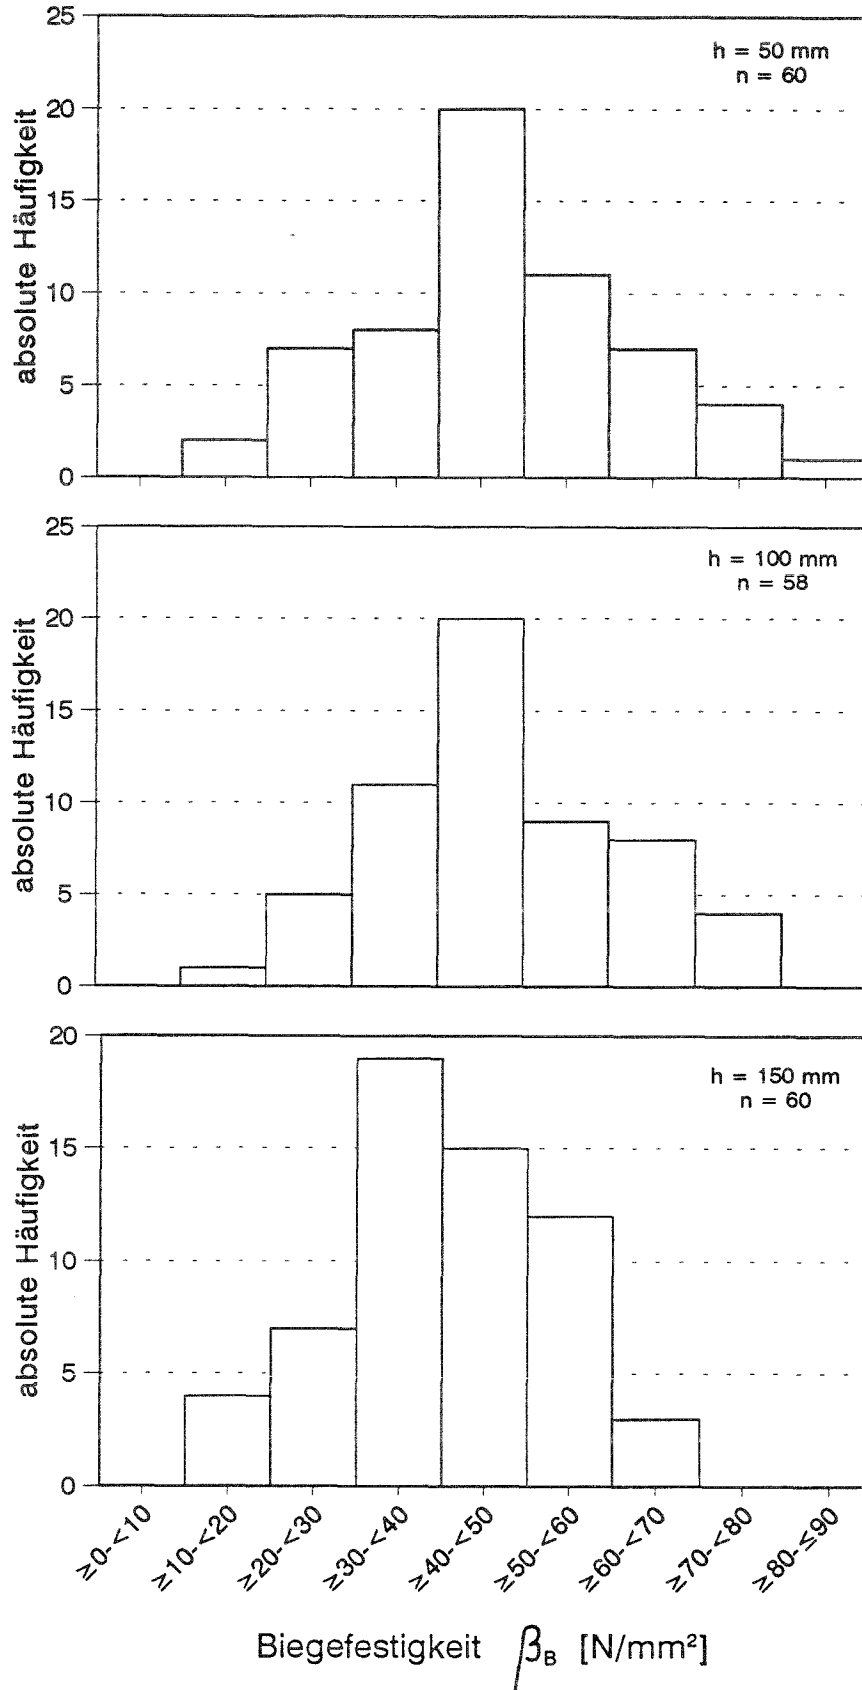 25
20
15
10
5
0
absolute Häufigkeit
h = 50 mm
n = 60
25
20
15
10
5
0
absolute Häufigkeit
h = 100 mm
n = 58
20
15
10
5
0
absolute Häufigkeit
h = 150 mm
n = 60
≥0-<10
≥10-<20
≥20-<30
≥30-<40
≥40-<50
≥50-<60
≥60-<70
≥70-<80
≥80-≤90
Biegefestigkeit β_B [N/mm²]